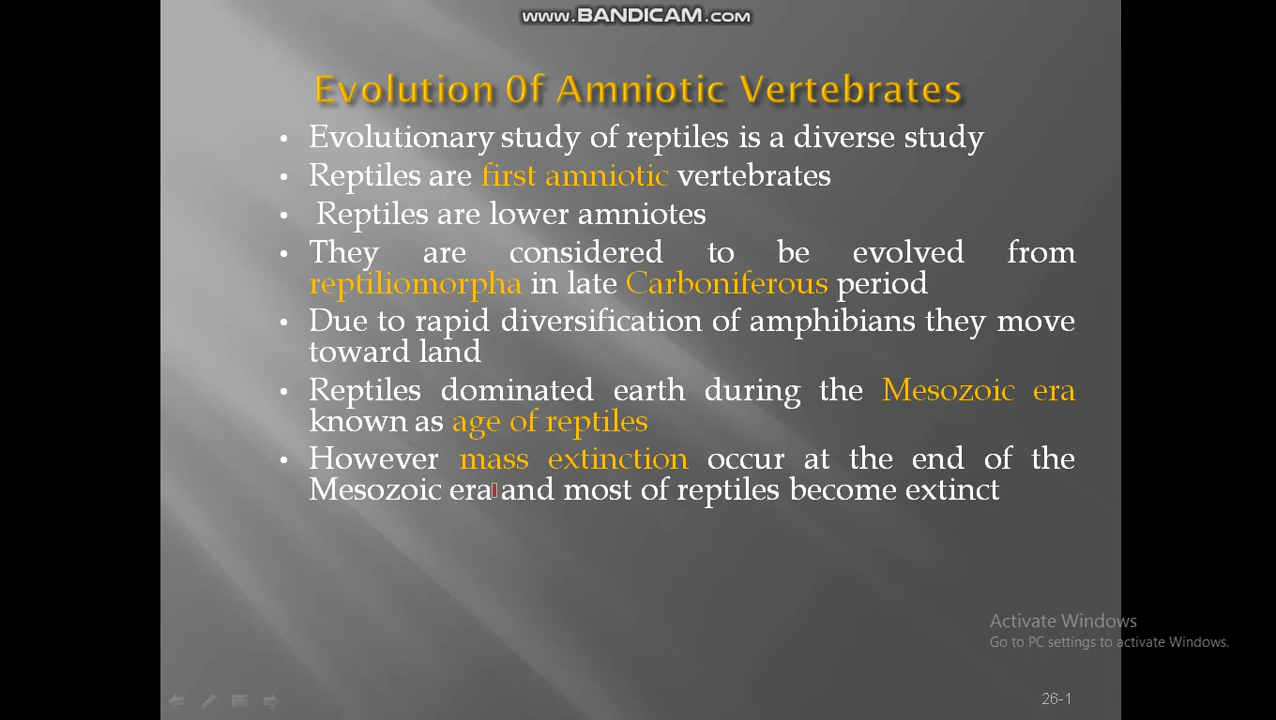 www.BANDICAM.com
Evolution 0f Amniotic Vertebrates
• Evolutionary study of reptiles is a diverse study
• Reptiles are first amniotic vertebrates
• Reptiles are lower amniotes
• They are considered to be evolved from
reptiliomorpha in late Carboniferous period
• Due to rapid diversification of amphibians they move
toward land
• Reptiles dominated earth during the Mesozoic era
known as age of reptiles
• However mass extinction occur at the end of the
Mesozoic era and most of reptiles become extinct
Activate Windows
Go to PC settings to activate Windows.
26-1